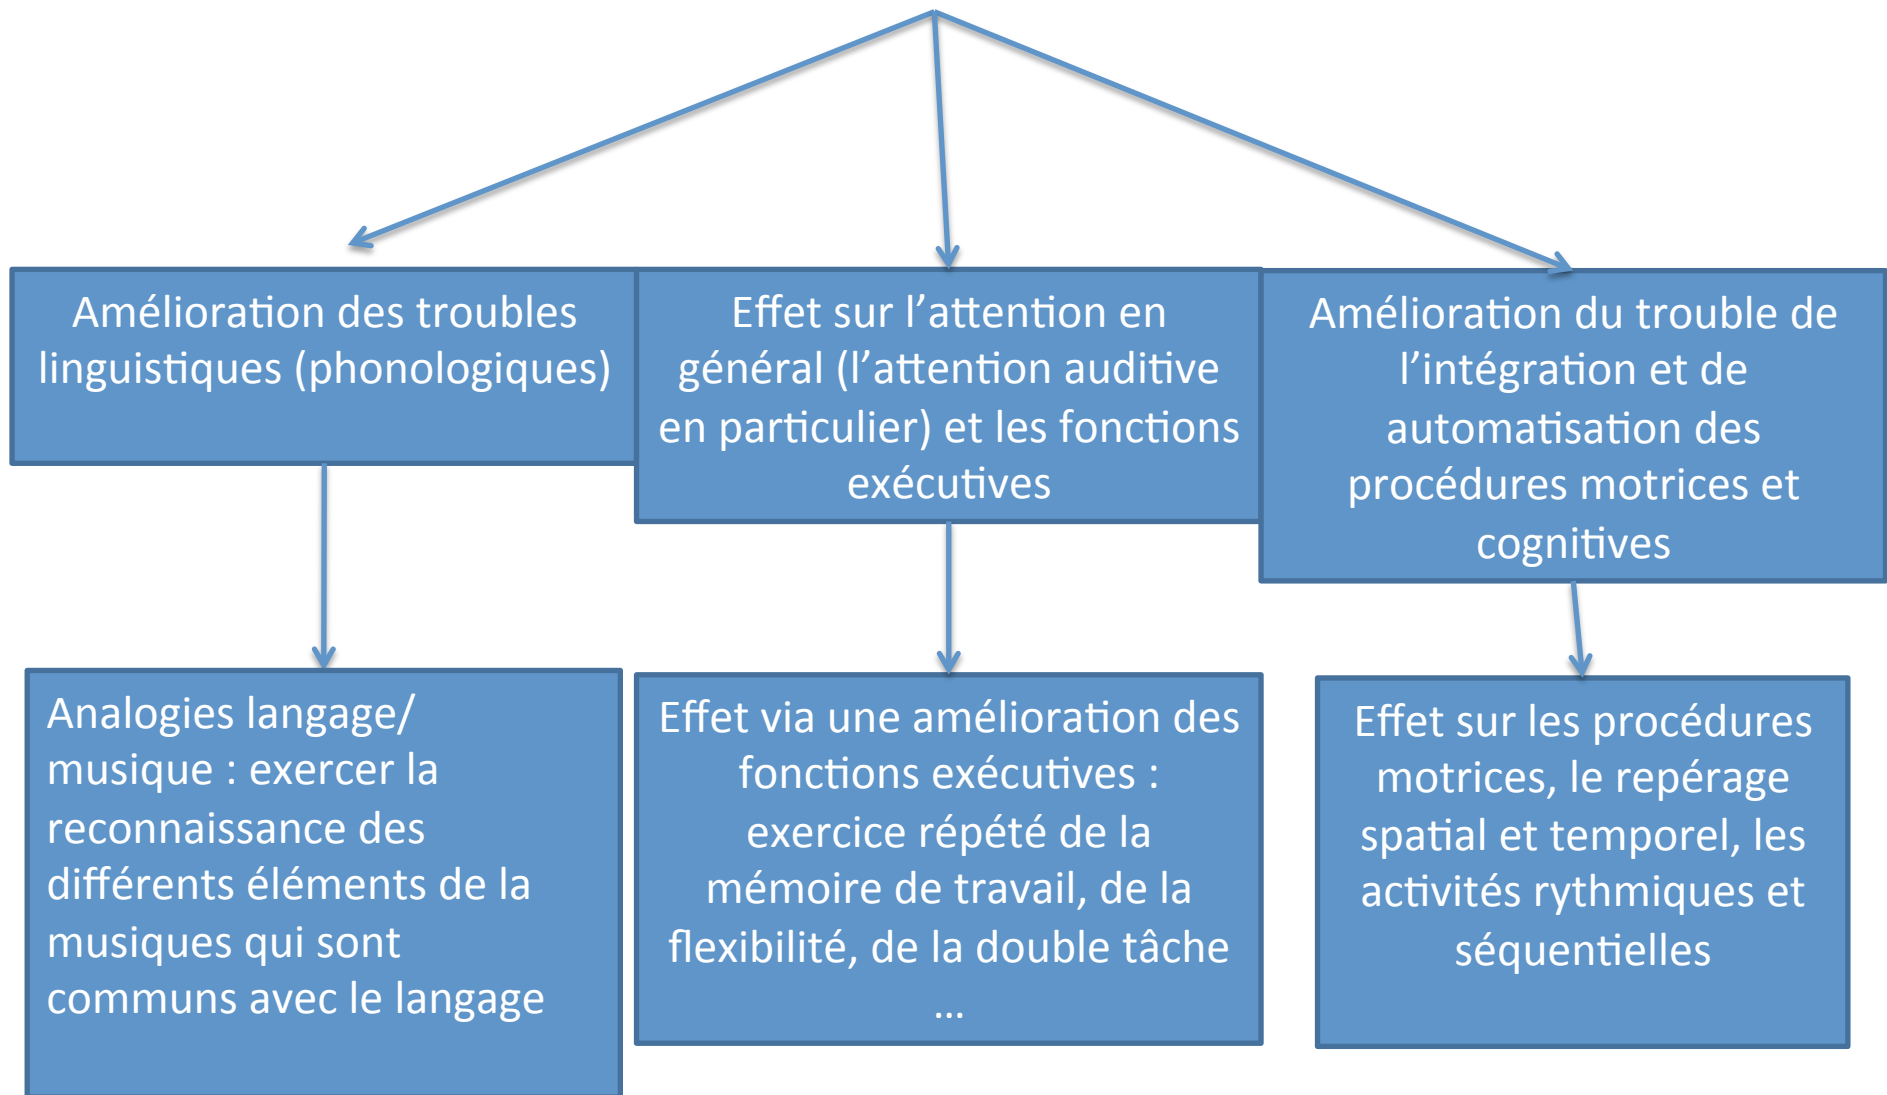 Amélioration des troubles
linguistiques (phonologiques)
Effet sur l’attention en
général (l’attention auditive
en particulier) et les fonctions
exécutives
Amélioration du trouble de
l’intégration et de
automatisation des
procédures motrices et
cognitives
Analogies langage/
musique : exercer la
reconnaissance des
différents éléments de la
musiques qui sont
communs avec le langage
Effet via une amélioration des
fonctions exécutives :
exercice répété de la
mémoire de travail, de la
flexibilité, de la double tâche
...
Effet sur les procédures
motrices, le repérage
spatial et temporel, les
activités rythmiques et
séquentielles